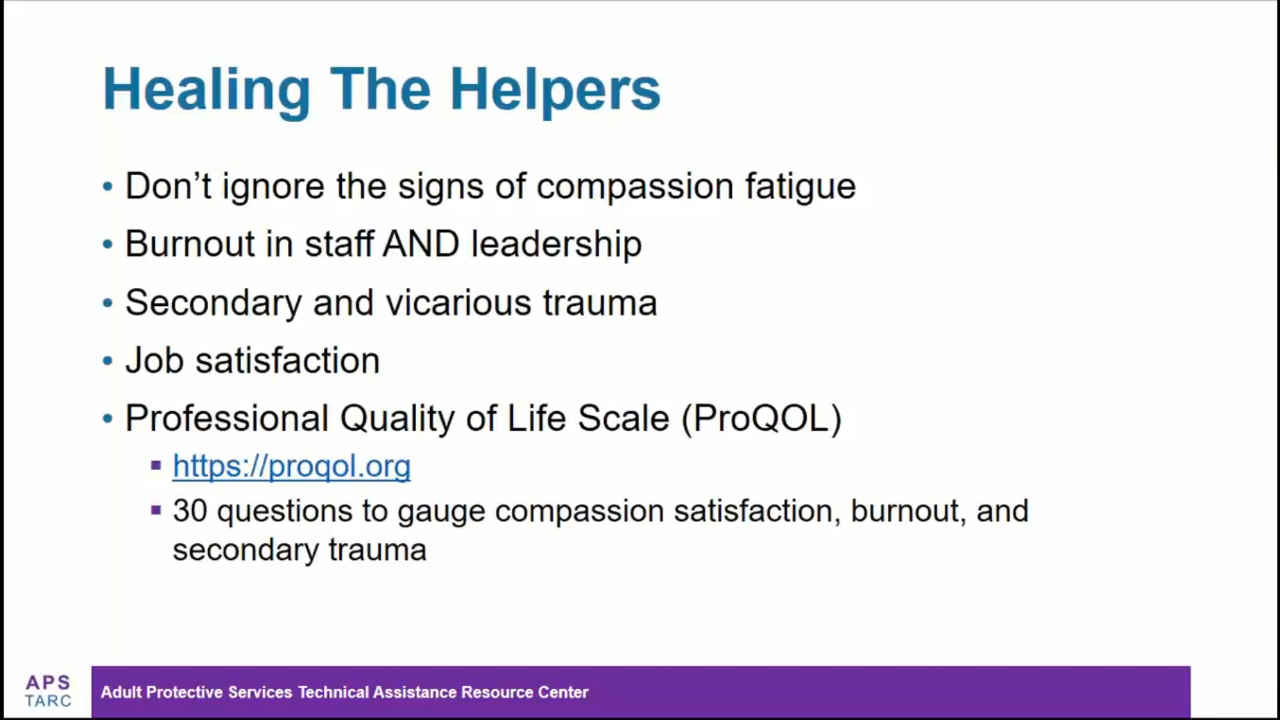 Healing The Helpers
• Don’t ignore the signs of compassion fatigue
• Burnout in staff AND leadership
• Secondary and vicarious trauma
• Job satisfaction
• Professional Quality of Life Scale (ProQOL)
▪ https://proqol.org
▪ 30 questions to gauge compassion satisfaction, burnout, and
secondary trauma
APS
TARC
Adult Protective Services Technical Assistance Resource Center